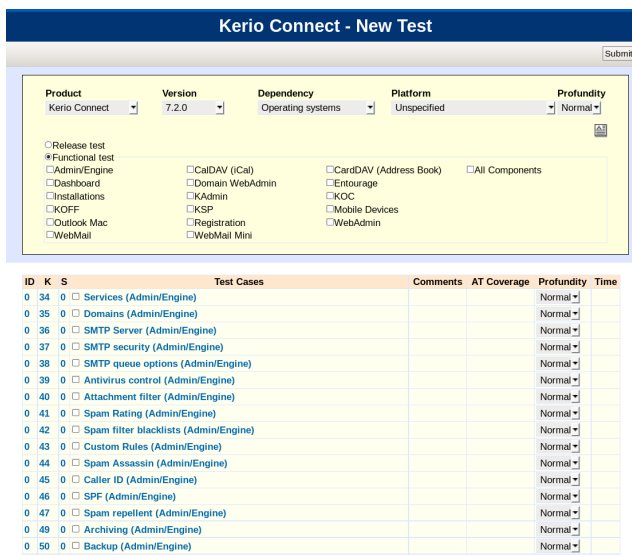 Kerio Connect - New Test
Submit
Product Version Dependency Platform Profundity
Kerio Connect 7.2.0 Operating systems Unspecified Normal
Release test
Functional test
Admin/Engine CalDAV (iCal) CardDAV (Address Book) All Components
Dashboard Domain WebAdmin Entourage
Installations KAdmin KOC
KOFF KSP Mobile Devices
Outlook Mac Registration WebAdmin
WebMail WebMail Mini
ID K S Test Cases Comments AT Coverage Profundity Time
0 34 0 Services (Admin/Engine) Normal
0 35 0 Domains (Admin/Engine) Normal
0 36 0 SMTP Server (Admin/Engine) Normal
0 37 0 SMTP security (Admin/Engine) Normal
0 38 0 SMTP queue options (Admin/Engine) Normal
0 39 0 Antivirus control (Admin/Engine) Normal
0 40 0 Attachment filter (Admin/Engine) Normal
0 41 0 Spam Rating (Admin/Engine) Normal
0 42 0 Spam filter blacklists (Admin/Engine) Normal
0 43 0 Custom Rules (Admin/Engine) Normal
0 44 0 Spam Assassin (Admin/Engine) Normal
0 45 0 Caller ID (Admin/Engine) Normal
0 46 0 SPF (Admin/Engine) Normal
0 47 0 Spam repellent (Admin/Engine) Normal
0 49 0 Archiving (Admin/Engine) Normal
0 50 0 Backup (Admin/Engine) Normal